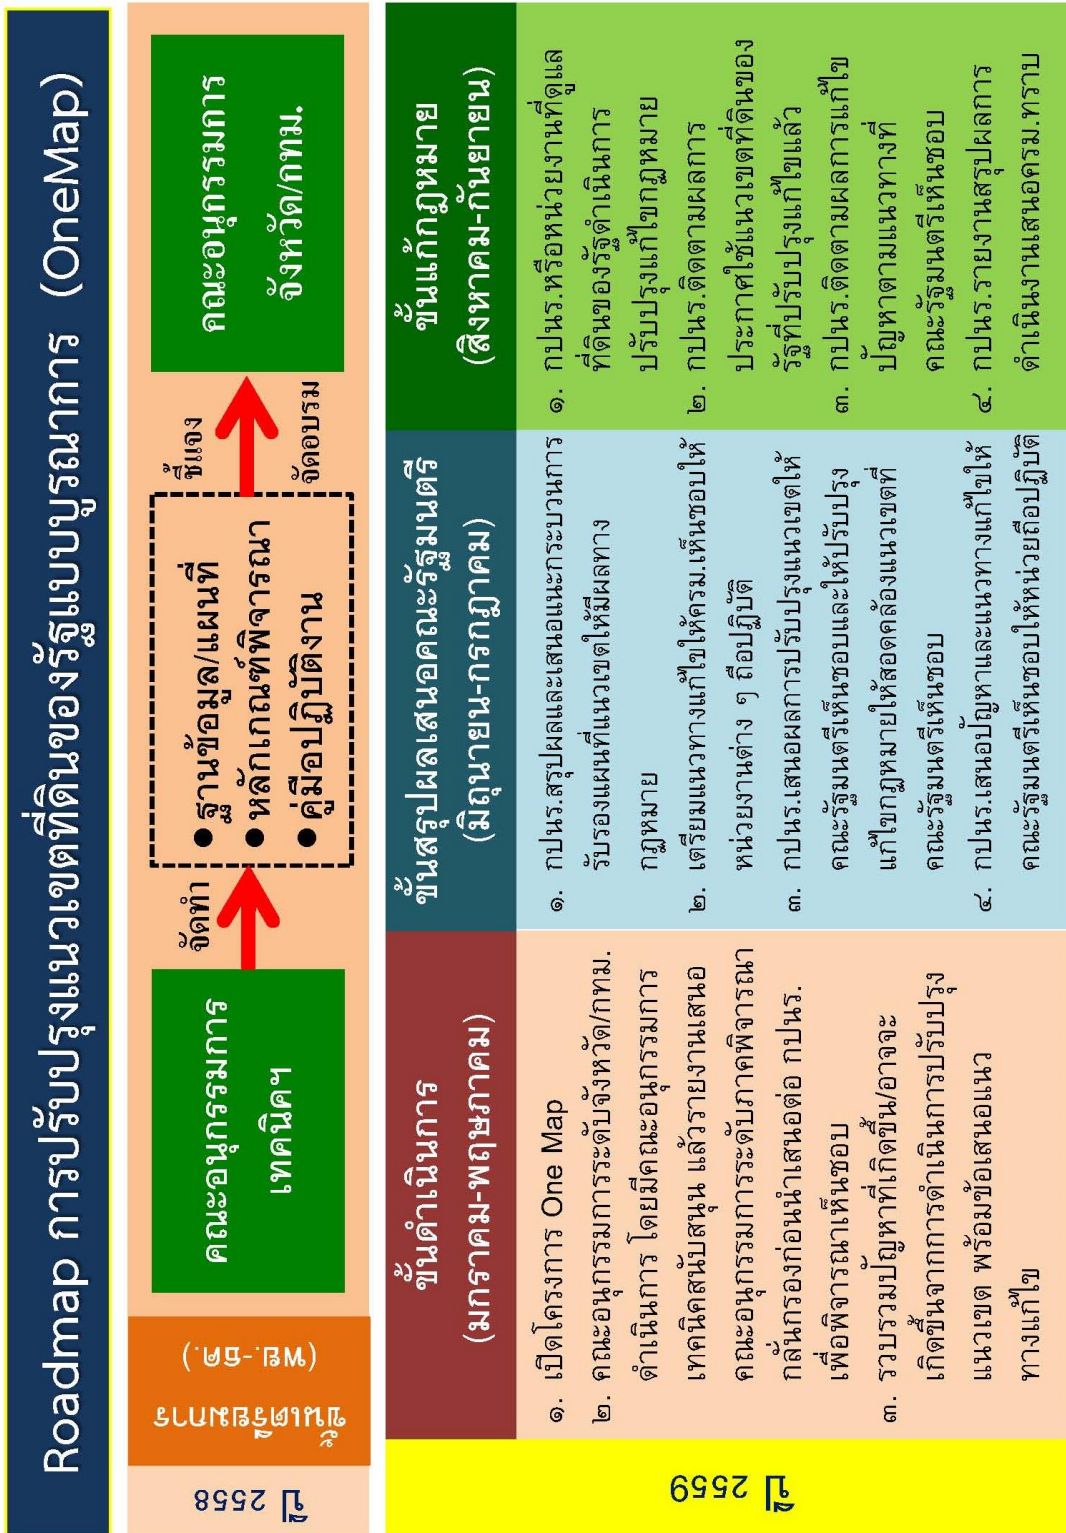 Roadmap การปรับปรุงแนวเขตที่ดินของรัฐแบบบูรณาการ (OneMap)
ปี 2558
ขั้นเตรียมการ
(พย.-ธค.)
คณะอนุกรรมการ
เทคนิคฯ
จัดทำ
● ฐานข้อมูล/แผนที่
● หลักเกณฑ์พิจารณา
● คู่มือปฏิบัติงาน
ชี้แจง
จัดอบรม
คณะอนุกรรมการ
จังหวัด/กทม.
ปี 2559
ขั้นดำเนินการ
(มกราคม-พฤษภาคม)
๑. เปิดโครงการ One Map
๒. คณะอนุกรรมการระดับจังหวัด/กทม.
ดำเนินการ โดยมีคณะอนุกรรมการ
เทคนิคสนับสนุน แล้วรายงานเสนอ
คณะอนุกรรมการระดับภาคพิจารณา
กลั่นกรองก่อนนำเสนอต่อ กปนร.
เพื่อพิจารณาเห็นชอบ
๓. รวบรวมปัญหาที่เกิดขึ้น/อาจจะ
เกิดขึ้นจากการดำเนินการปรับปรุง
แนวเขต พร้อมข้อเสนอแนว
ทางแก้ไข
ขั้นสรุปผลเสนอคณะรัฐมนตรี
(มิถุนายน-กรกฎาคม)
๑. กปนร.สรุปผลและเสนอแนะกระบวนการ
รับรองแผนที่แนวเขตให้มีผลทาง
กฎหมาย
๒. เตรียมแนวทางแก้ไขให้ครม.เห็นชอบให้
หน่วยงานต่าง ๆ ถือปฏิบัติ
๓. กปนร.เสนอผลการปรับปรุงแนวเขตให้
คณะรัฐมนตรีเห็นชอบและให้ปรับปรุง
แก้ไขกฎหมายให้สอดคล้องแนวเขตที่
คณะรัฐมนตรีเห็นชอบ
๔. กปนร.เสนอปัญหาและแนวทางแก้ไขให้
คณะรัฐมนตรีเห็นชอบให้หน่วยถือปฏิบัติ
ขั้นแก้กฎหมาย
(สิงหาคม-กันยายน)
๑. กปนร.หรือหน่วยงานที่ดูแล
ที่ดินของรัฐดำเนินการ
ปรับปรุงแก้ไขกฎหมาย
๒. กปนร.ติดตามผลการ
ประกาศใช้แนวเขตที่ดินของ
รัฐที่ปรับปรุงแก้ไขแล้ว
๓. กปนร.ติดตามผลการแก้ไข
ปัญหาตามแนวทางที่
คณะรัฐมนตรีเห็นชอบ
๔. กปนร.รายงานสรุปผลการ
ดำเนินงานเสนอครม.ทราบ